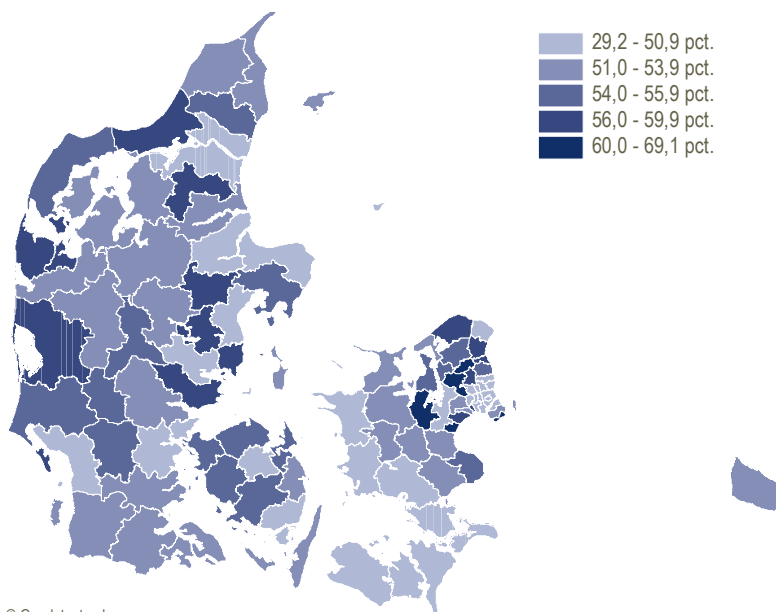 29,2 - 50,9 pct.
51,0 - 53,9 pct.
54,0 - 55,9 pct.
56,0 - 59,9 pct.
60,0 - 69,1 pct.